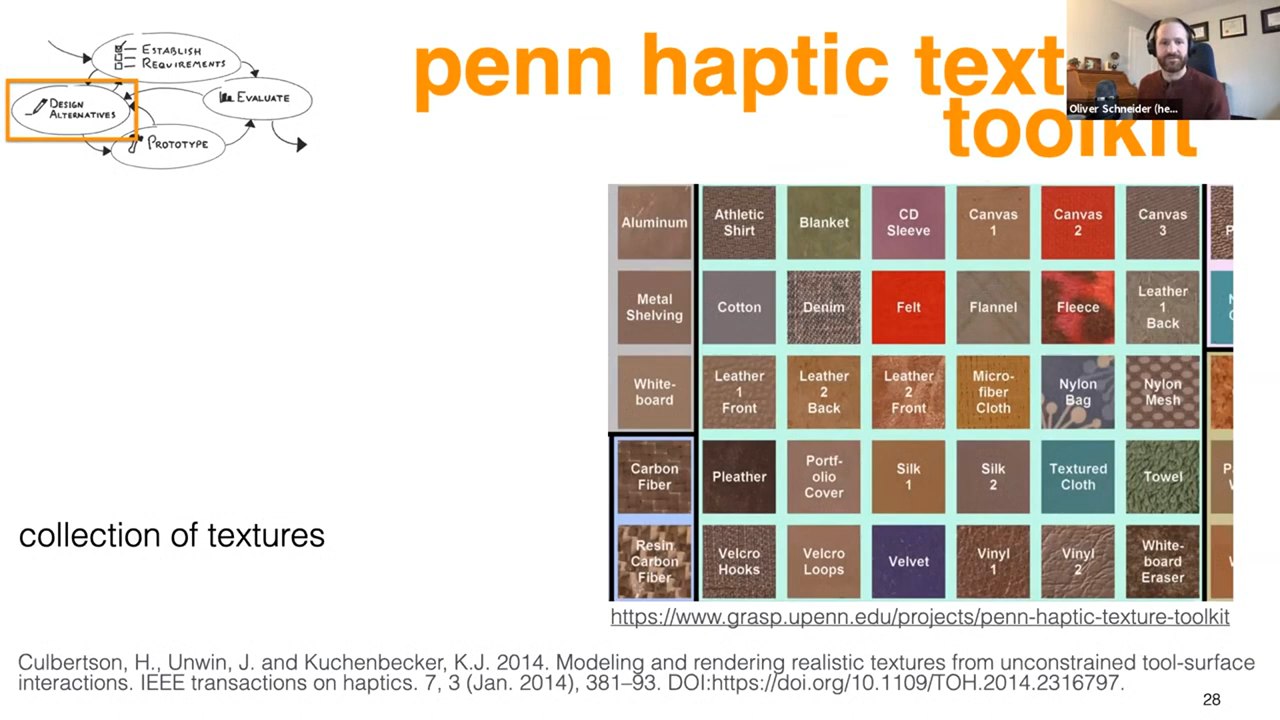 ESTABLISH
REQUIREMENTS
DESIGN
ALTERNATIVES
EVALUATE
PROTOTYPE
penn haptic text
toolkit
Oliver Schneider (he...
Aluminum
Athletic
Shirt
Blanket
CD
Sleeve
Canvas
1
Canvas
2
Canvas
3
Metal
Shelving
Cotton
Denim
Felt
Flannel
Fleece
Leather
1
Back
White-
board
Leather
1
Front
Leather
2
Back
Leather
2
Front
Micro-
fiber
Cloth
Nylon
Bag
Nylon
Mesh
Carbon
Fiber
Pleather
Portf-
olio
Cover
Silk
1
Silk
2
Textured
Cloth
Towel
Resin
Carbon
Fiber
Velcro
Hooks
Velcro
Loops
Velvet
Vinyl
1
Vinyl
2
White-
board
Eraser
collection of textures
https://www.grasp.upenn.edu/projects/penn-haptic-texture-toolkit
Culbertson, H., Unwin, J. and Kuchenbecker, K.J. 2014. Modeling and rendering realistic textures from unconstrained tool-surface
interactions. IEEE transactions on haptics. 7, 3 (Jan. 2014), 381–93. DOI:https://doi.org/10.1109/TOH.2014.2316797.
28